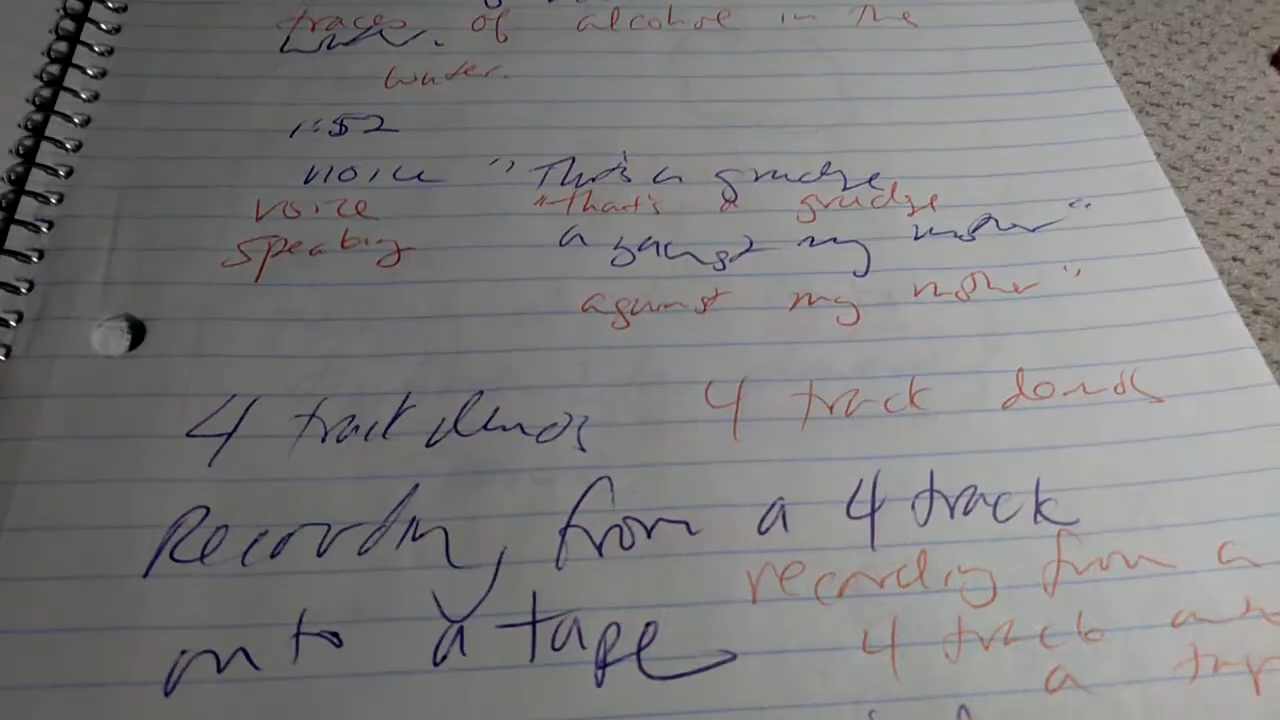 traces of alcohol in the
water.
1:52
voice "That's a grudge
voice "that's a grudge
speaking against my mother"
against my mother"
4 track demos 4 track demos
Recording from a 4 track
recording from a
onto a tape
4 track onto
a tap